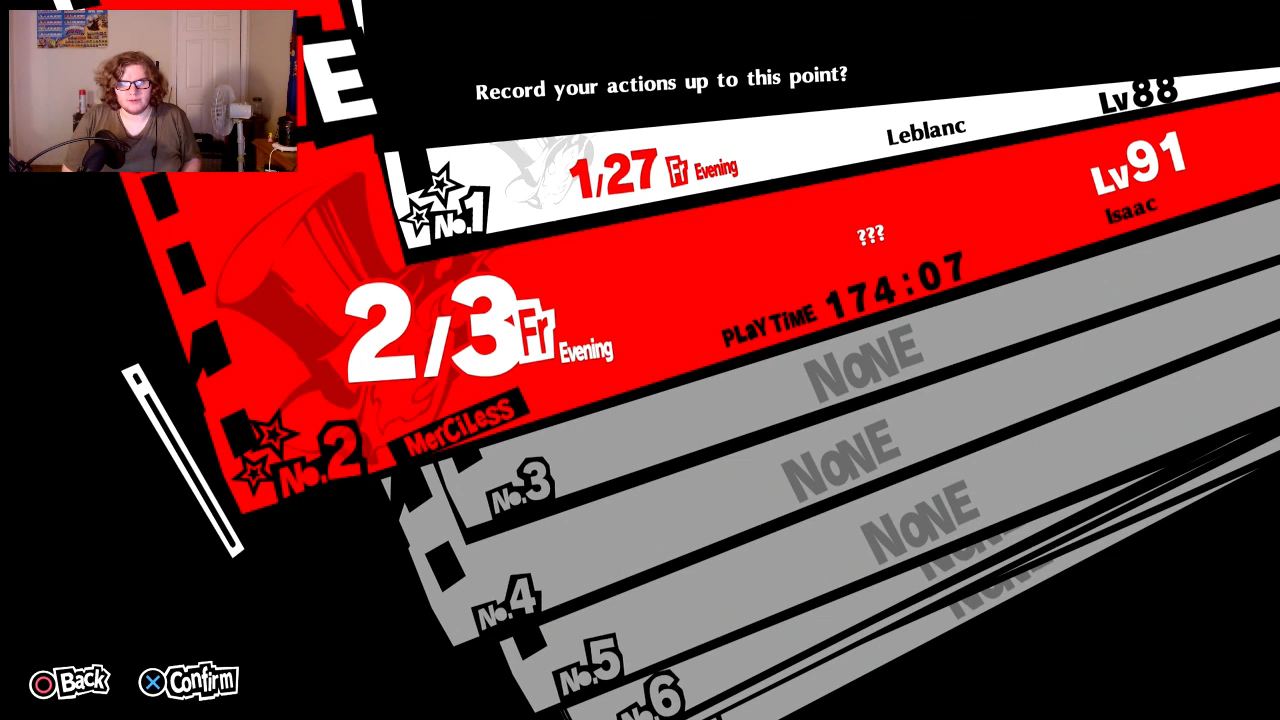 E
Record your actions up to this point?
No.1
1/27 Fr Evening
Leblanc
Lv88
No.2
2/3 Fr Evening
MerCiLeSS
???
PLaY TiME 174:07
Lv91
Isaac
No.3
NoNE
No.4
NoNE
No.5
NoNE
No.6
NoNE
NoNE
Back
Confirm